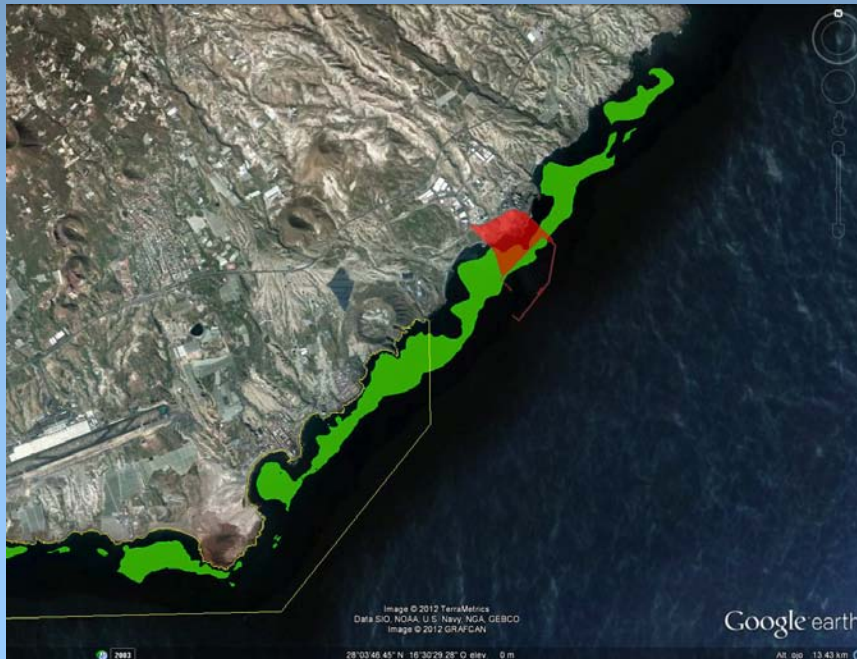 N
Image © 2012 TerraMetrics
Data SIO, NOAA, U.S. Navy, NGA, GEBCO
Image © 2012 GRAFCAN
Google earth
2003
28°03'46.45" N 16°30'29.28" O elev. 0 m
Alt. ojo 13.43 km